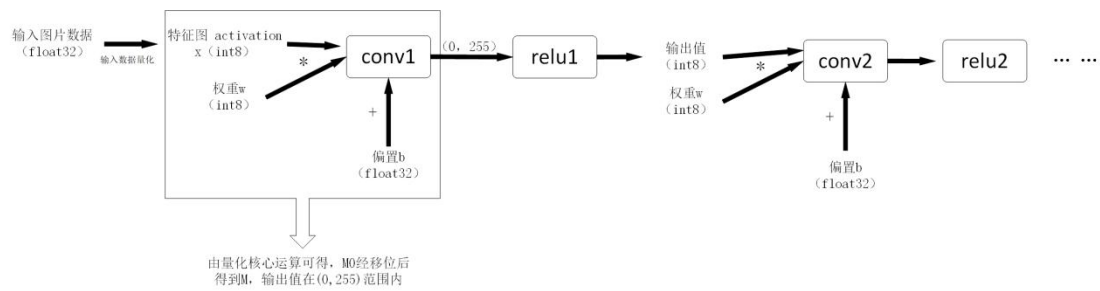 输入图片数据
（float32）
输入数据量化
特征图 activation
x（int8）
*
权重w
（int8）
conv1
+
偏置b
（float32）
(0, 255)
relu1
输出值
（int8）
*
权重w
（int8）
conv2
+
偏置b
（float32）
relu2
... ...
由量化核心运算可得，M0经移位后
得到M，输出值在(0,255)范围内